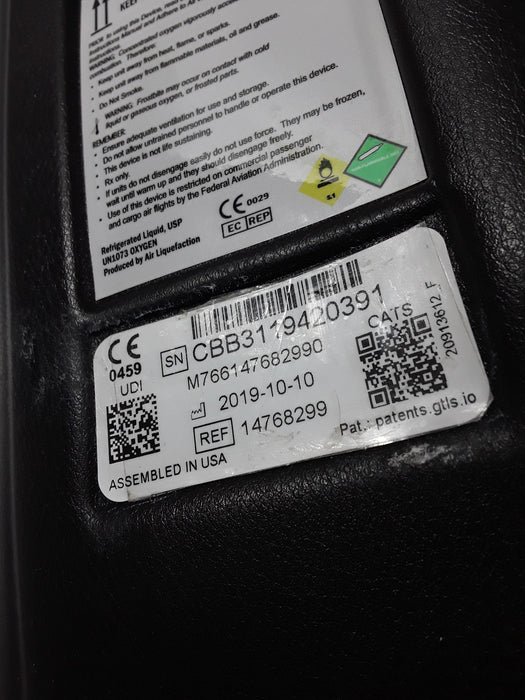 KEEP
PRIOR to using this Device, read
Instructions Manual and Adhere to All
WARNING: Concentrated oxygen vigorously
combustion. Therefore:
• Keep unit away from heat, flame, or sparks.
• Keep unit away from flammable materials, oil and grease.
• Do Not Smoke.
WARNING: Frostbite may occur on contact with cold
liquid or gaseous oxygen, or frosted parts.
REMEMBER:
• Ensure adequate ventilation for use and storage.
• Do not allow untrained personnel to handle or operate this device.
• This device is not life sustaining.
• Rx only.
• If units do not disengage easily do not use force. They may be frozen,
wait until warm up and they should disengage freely.
• Use of this device is restricted on commercial passenger
and cargo air flights by the Federal Aviation Administration.
CE 0029
EC REP
5.1
Refrigerated Liquid, USP
UN1073 OXYGEN
Produced by Air Liquefaction
CE
0459
UDI
SN CBB3119420391
M766147682990
2019-10-10
REF 14768299
ASSEMBLED IN USA
CATS
20913612_F
Pat.: patents.gtls.io